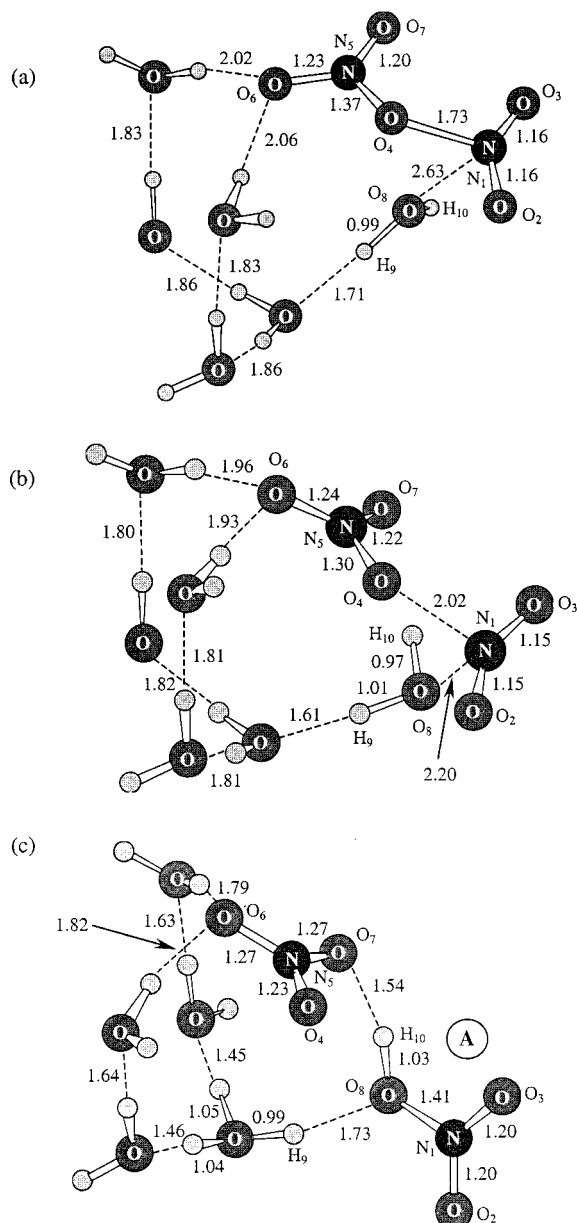 (a)
O
2.02
O₆
O
1.23
N₅
N
O
O₇
1.20
1.37
O
O₄
1.73
O
O₃
N
N₁
1.16
1.16
O
O₂
1.83
2.06
2.63
O₈
O
H₁₀
0.99
H₉
O
O
1.83
1.86
O
1.71
O
1.86
(b)
O
1.96
O₆
O
1.24
O
O₇
N
N₅
1.22
1.93
1.80
1.30
O
O₄
2.02
O
O
O₃
N₁
N
1.15
1.15
H₁₀
0.97
O
O
O₂
1.81
1.82
1.01
O₈
H₉
1.61
O
O
1.81
2.20
(c)
O
1.79
O
O₆
1.82
1.63
1.27
O
O₇
1.27
N
N₅
1.23
O
O₄
1.54
H₁₀
A
1.03
O
O
1.45
O₈
O
1.41
O
O₃
1.64
1.05
0.99
1.73
N₁
N
1.20
1.46
O
H₉
1.04
O
1.20
O
O₂